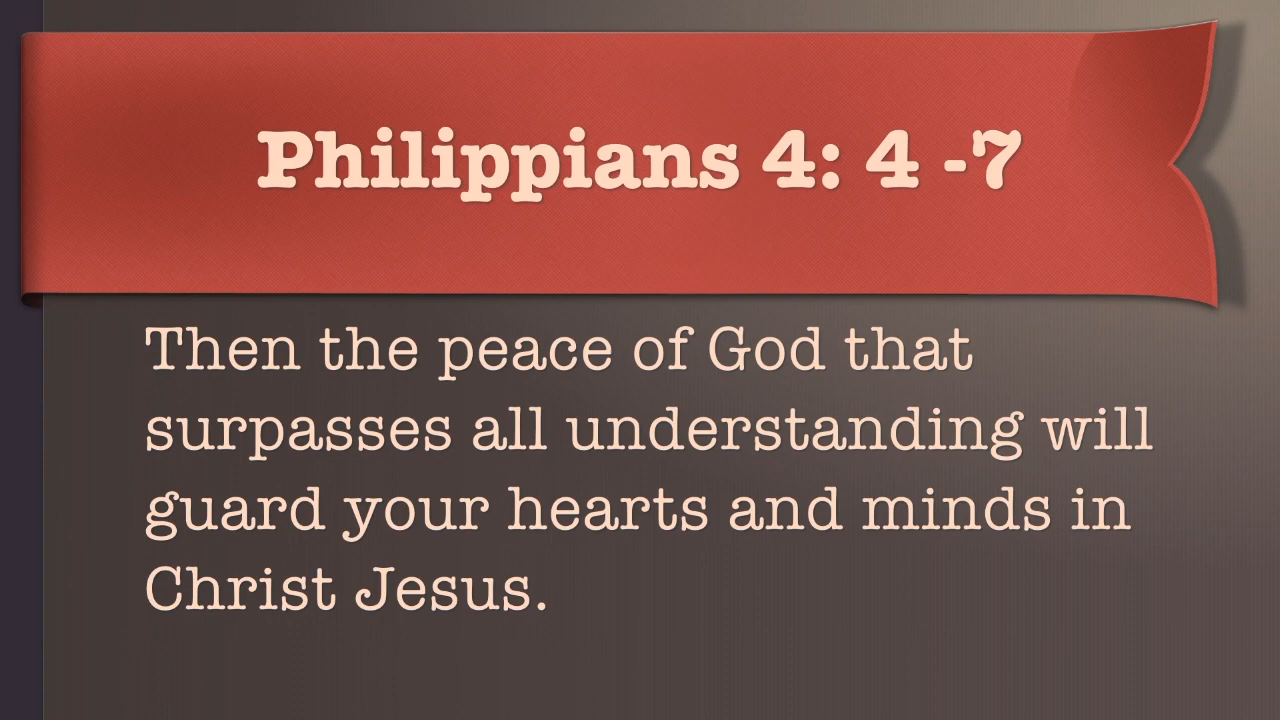 Philippians 4: 4 -7
Then the peace of God that
surpasses all understanding will
guard your hearts and minds in
Christ Jesus.